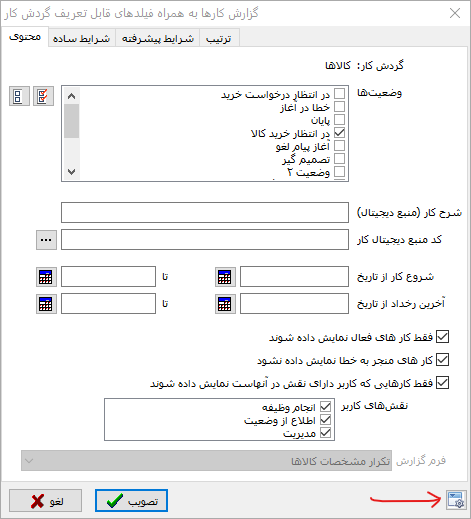 گزارش کارها به همراه فیلدهای قابل تعریف گردش کار
محتوی
شرایط ساده
شرایط پیشرفته
ترتیب
گردش کار: کالاها
وضعیت‌ها
در انتظار درخواست خرید
خطا در آغاز
پایان
در انتظار خرید کالا
آغاز پیام لغو
تصمیم گیر
وضعیت ۲
شرح کار (منبع دیجیتال)
کد منبع دیجیتال کار
...
شروع کار از تاریخ
تا
آخرین رخداد از تاریخ
تا
فقط کار های فعال نمایش داده شوند
کار های منجر به خطا نمایش داده نشود
فقط کارهایی که کاربر دارای نقش در آنهاست نمایش داده شوند
نقش‌های کاربر
انجام وظیفه
اطلاع از وضعیت
مدیریت
فرم گزارش
تکرار مشخصات کالاها
تصویب
لغو